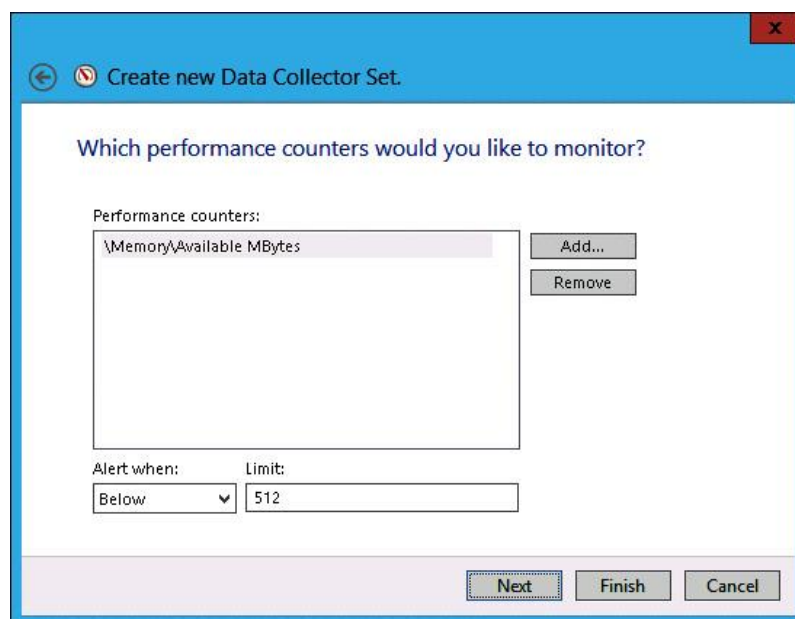 x
Create new Data Collector Set.
Which performance counters would you like to monitor?
Performance counters:
\Memory\Available MBytes
Add...
Remove
Alert when:
Limit:
Below
512
Next
Finish
Cancel